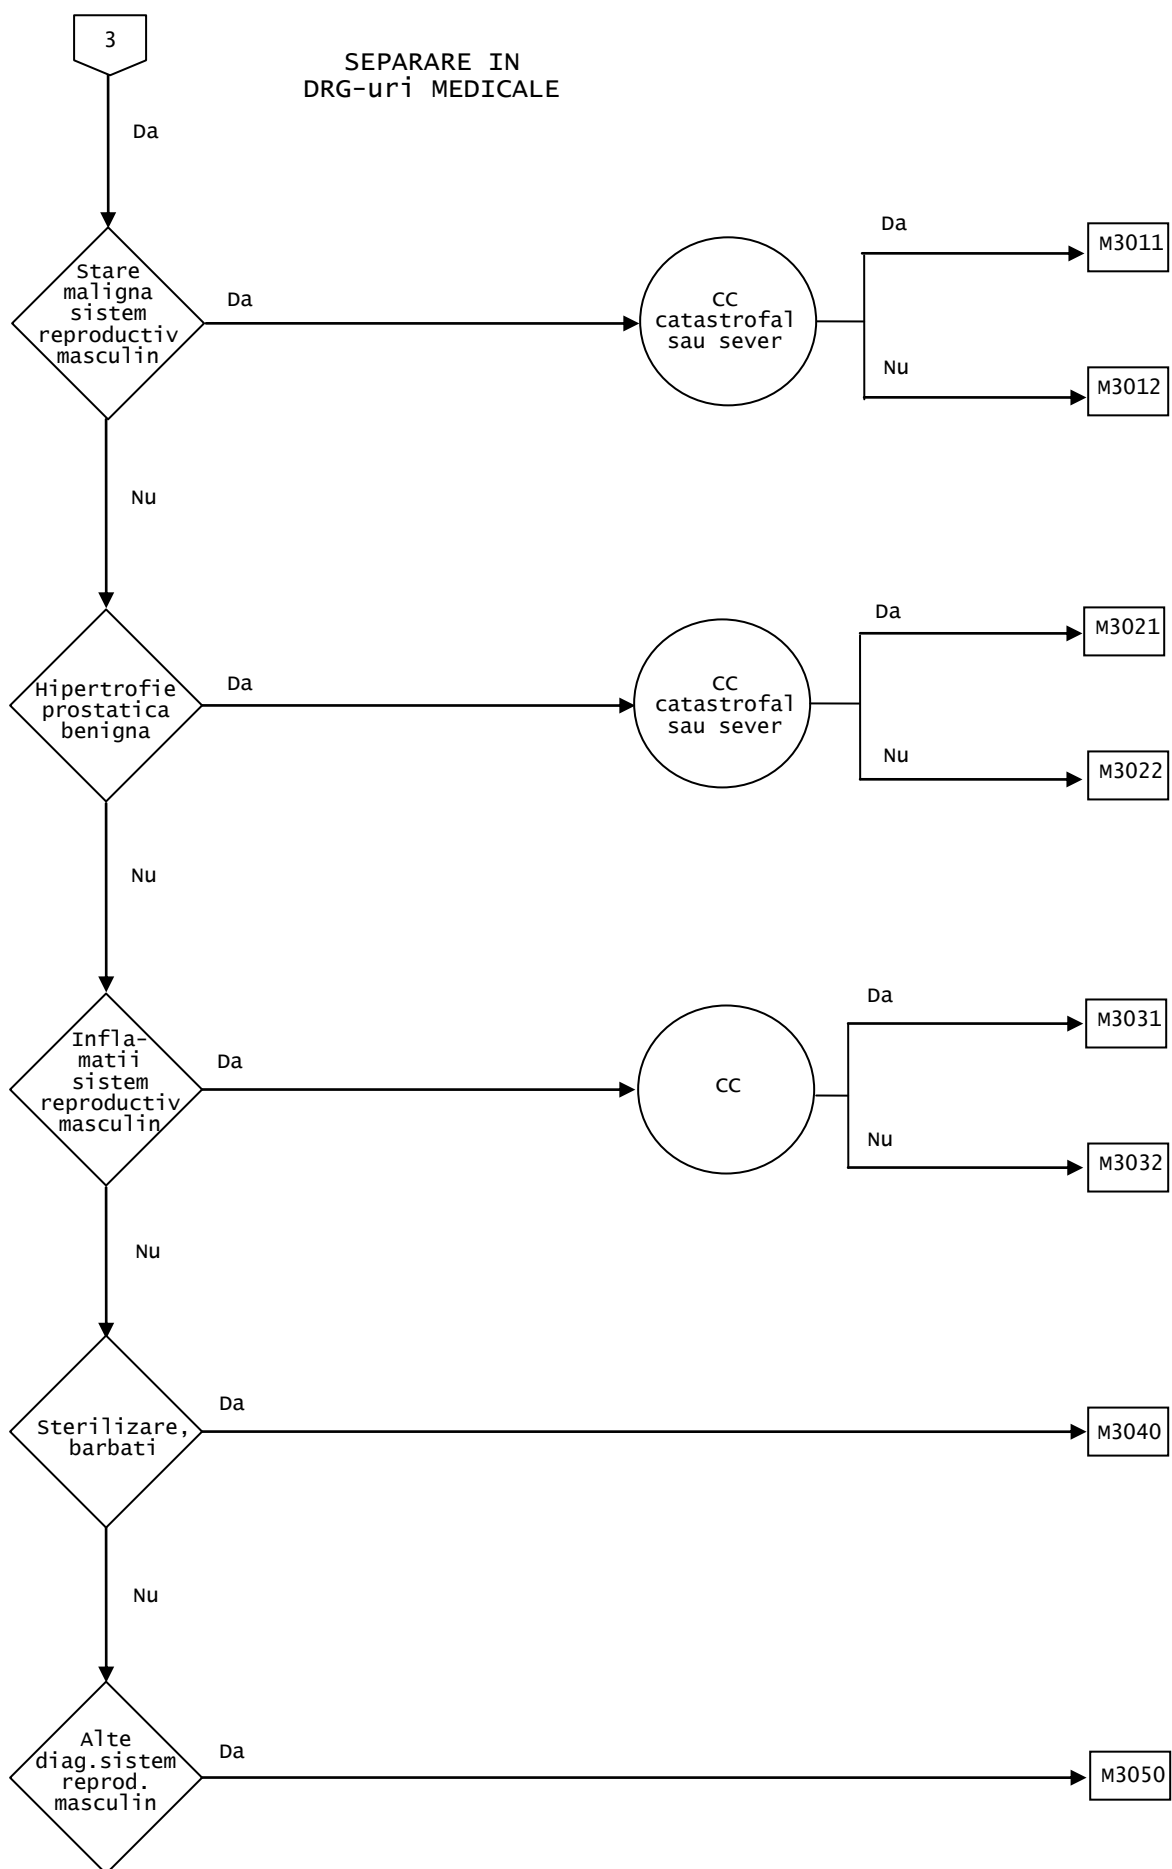 3
SEPARARE IN
DRG-uri MEDICALE
Da
Stare
maligna
sistem
reproductiv
masculin
Da
CC
catastrofal
sau sever
Da
M3011
Nu
M3012
Nu
Hipertrofie
prostatica
benigna
Da
CC
catastrofal
sau sever
Da
M3021
Nu
M3022
Nu
Infla-
matii
sistem
reproductiv
masculin
Da
CC
Da
M3031
Nu
M3032
Nu
Sterilizare,
barbati
Da
M3040
Nu
Alte
diag.sistem
reprod.
masculin
Da
M3050